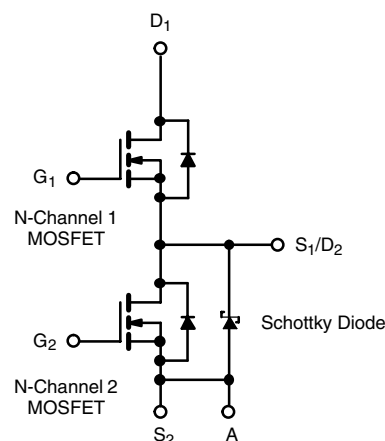 D1
G1
N-Channel 1
MOSFET
S1/D2
G2
Schottky Diode
N-Channel 2
MOSFET
S2
A